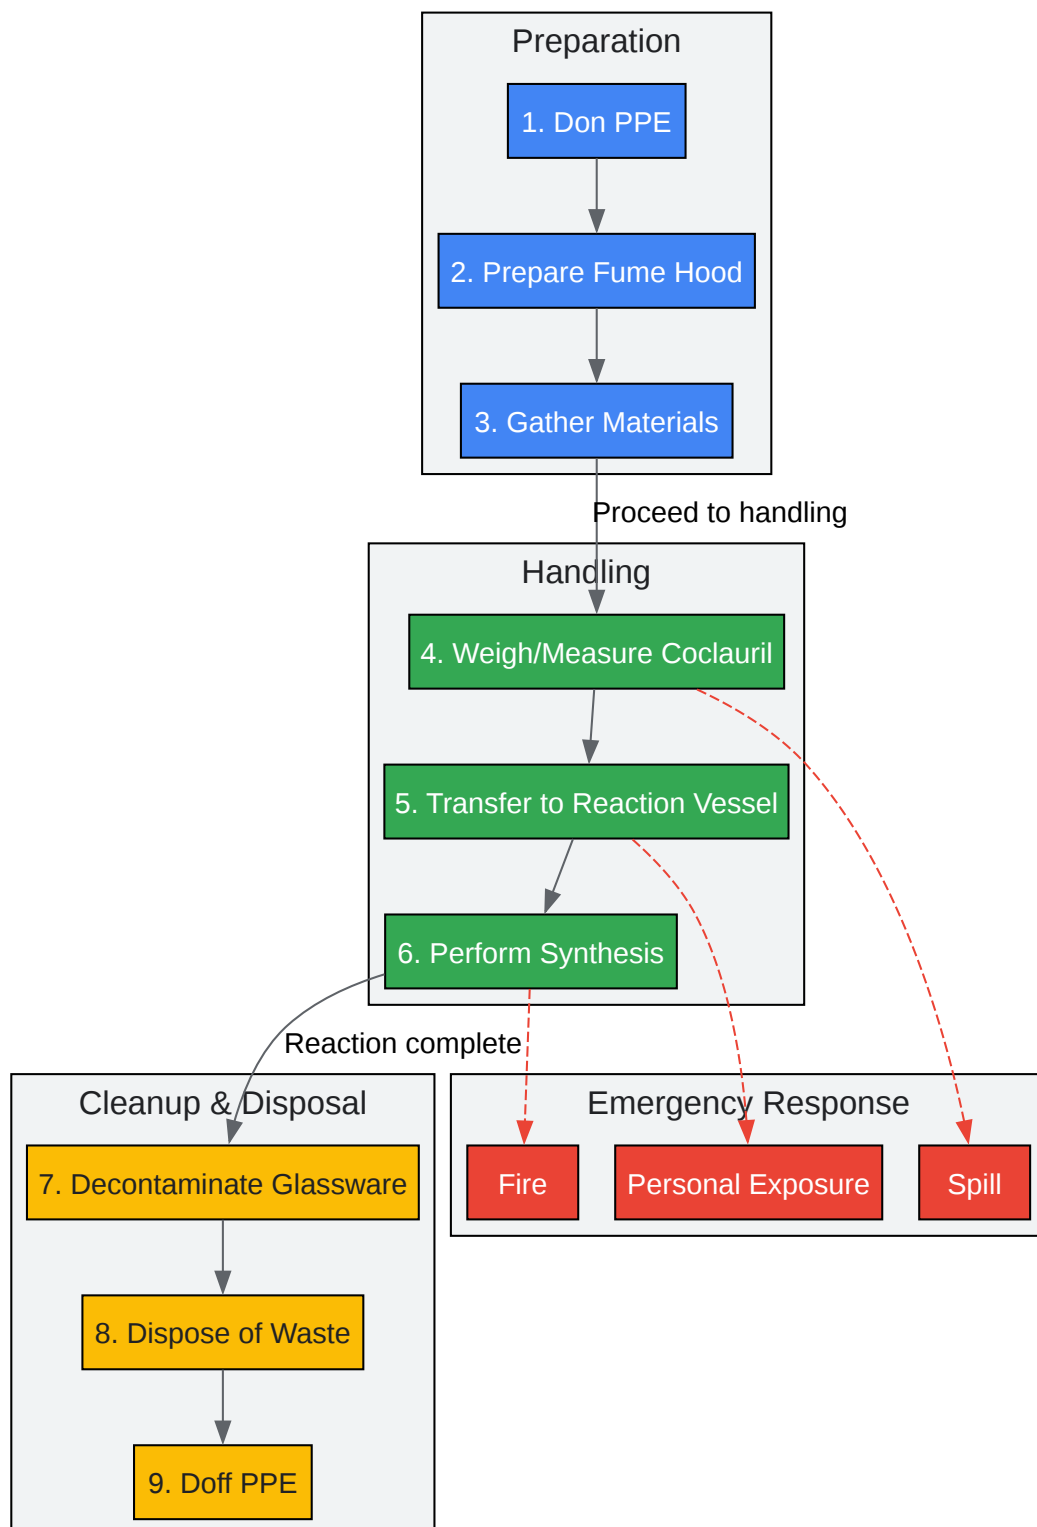 Preparation
1. Don PPE
2. Prepare Fume Hood
3. Gather Materials
Proceed to handling
Handling
4. Weigh/Measure Coclauril
5. Transfer to Reaction Vessel
6. Perform Synthesis
Reaction complete
Cleanup & Disposal
7. Decontaminate Glassware
8. Dispose of Waste
9. Doff PPE
Emergency Response
Fire
Personal Exposure
Spill